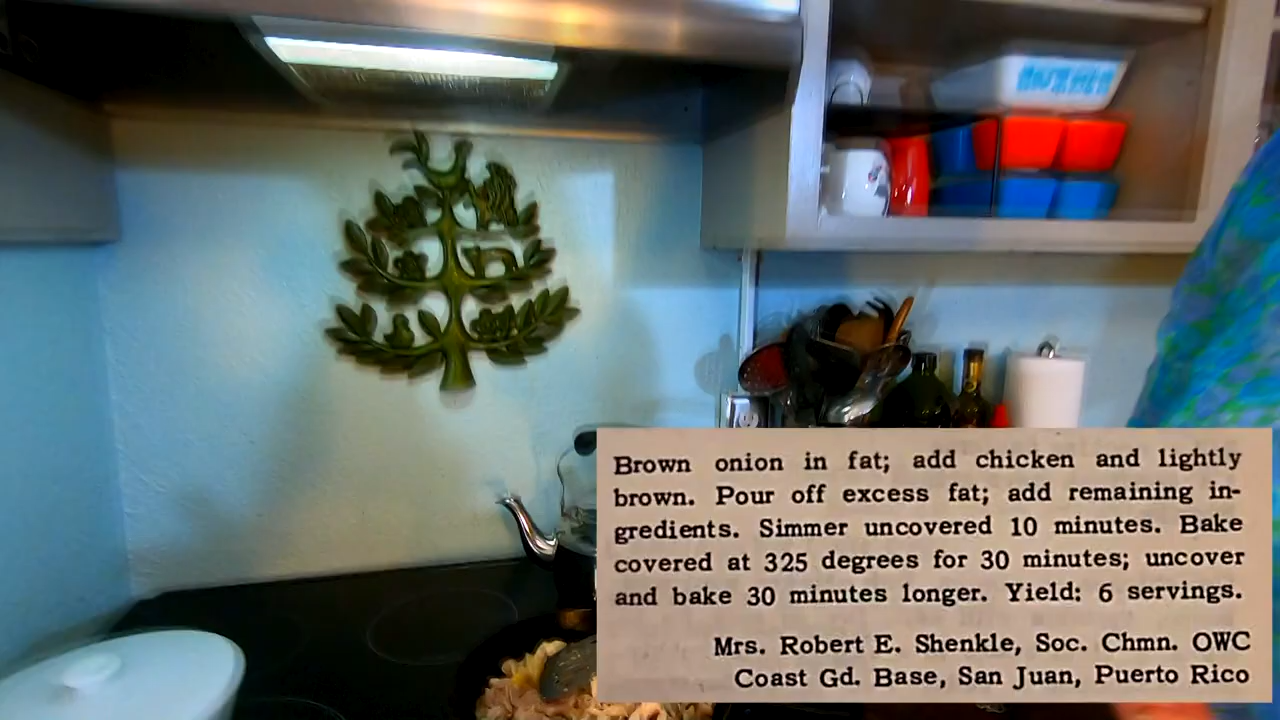 Brown onion in fat; add chicken and lightly
brown. Pour off excess fat; add remaining in-
gredients. Simmer uncovered 10 minutes. Bake
covered at 325 degrees for 30 minutes; uncover
and bake 30 minutes longer. Yield: 6 servings.
Mrs. Robert E. Shenkle, Soc. Chmn. OWC
Coast Gd. Base, San Juan, Puerto Rico